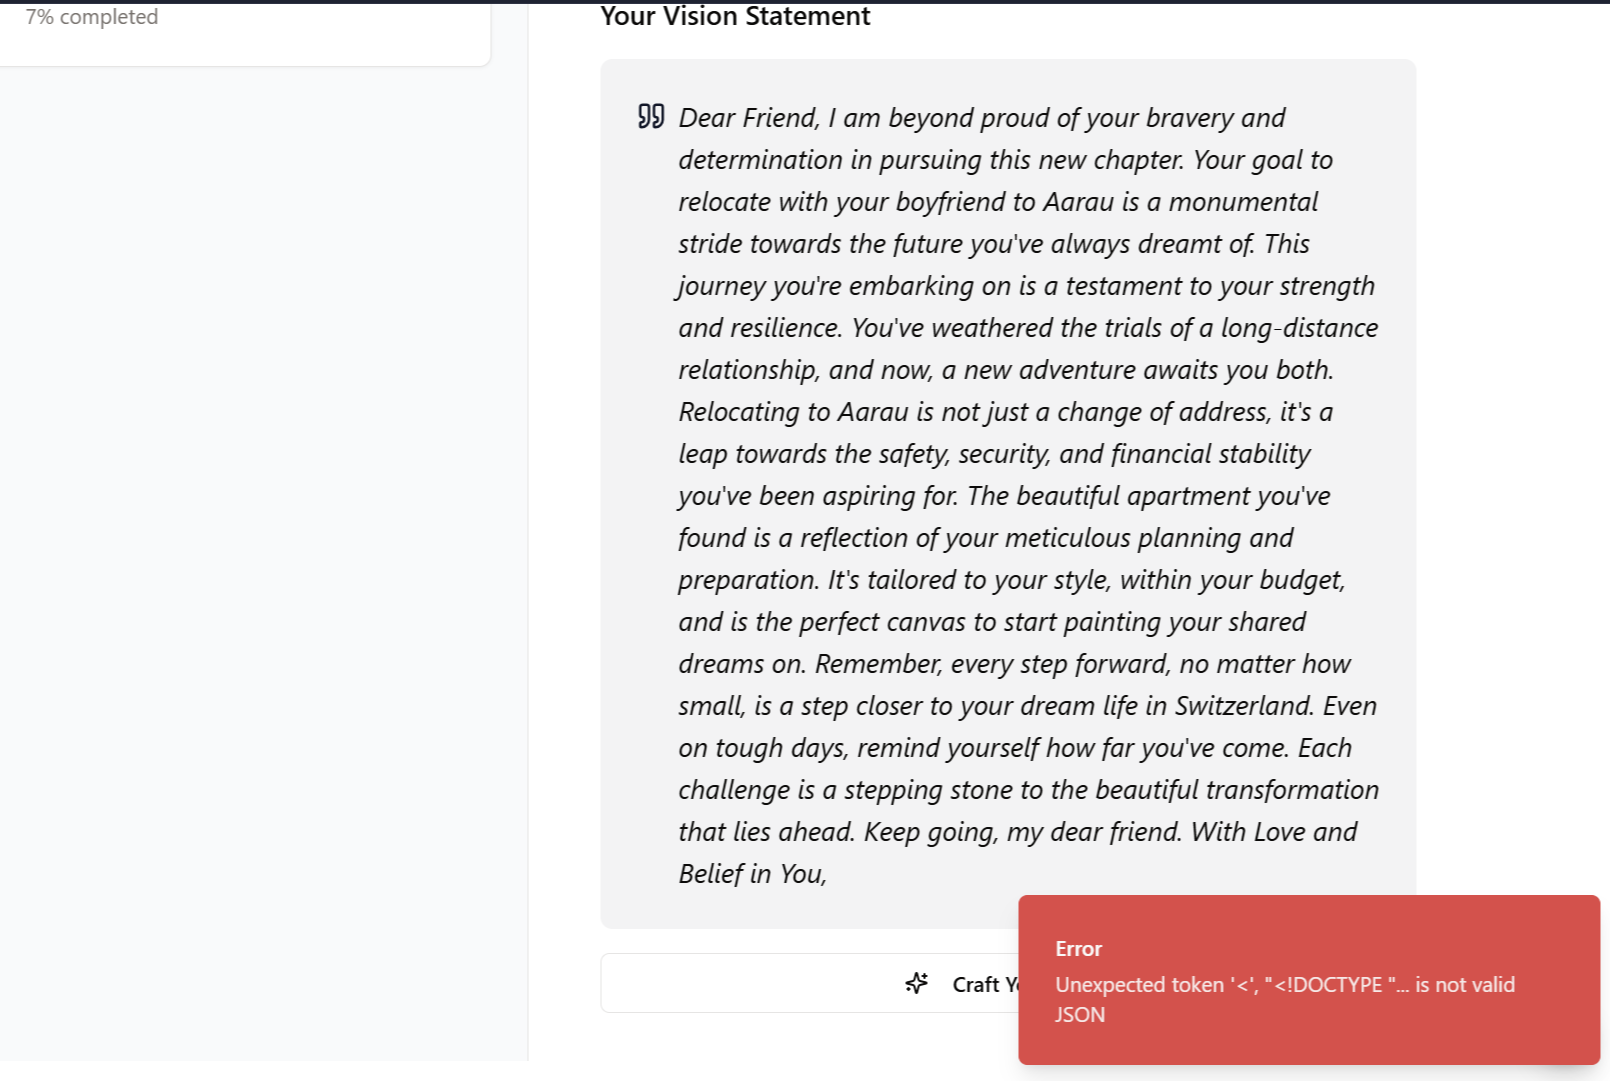 7% completed
Your Vision Statement
Dear Friend, I am beyond proud of your bravery and
determination in pursuing this new chapter. Your goal to
relocate with your boyfriend to Aarau is a monumental
stride towards the future you've always dreamt of. This
journey you're embarking on is a testament to your strength
and resilience. You've weathered the trials of a long-distance
relationship, and now, a new adventure awaits you both.
Relocating to Aarau is not just a change of address, it's a
leap towards the safety, security, and financial stability
you've been aspiring for. The beautiful apartment you've
found is a reflection of your meticulous planning and
preparation. It's tailored to your style, within your budget,
and is the perfect canvas to start painting your shared
dreams on. Remember, every step forward, no matter how
small, is a step closer to your dream life in Switzerland. Even
on tough days, remind yourself how far you've come. Each
challenge is a stepping stone to the beautiful transformation
that lies ahead. Keep going, my dear friend. With Love and
Belief in You,
Craft
Error
Unexpected token '<', "<!DOCTYPE "... is not valid
JSON